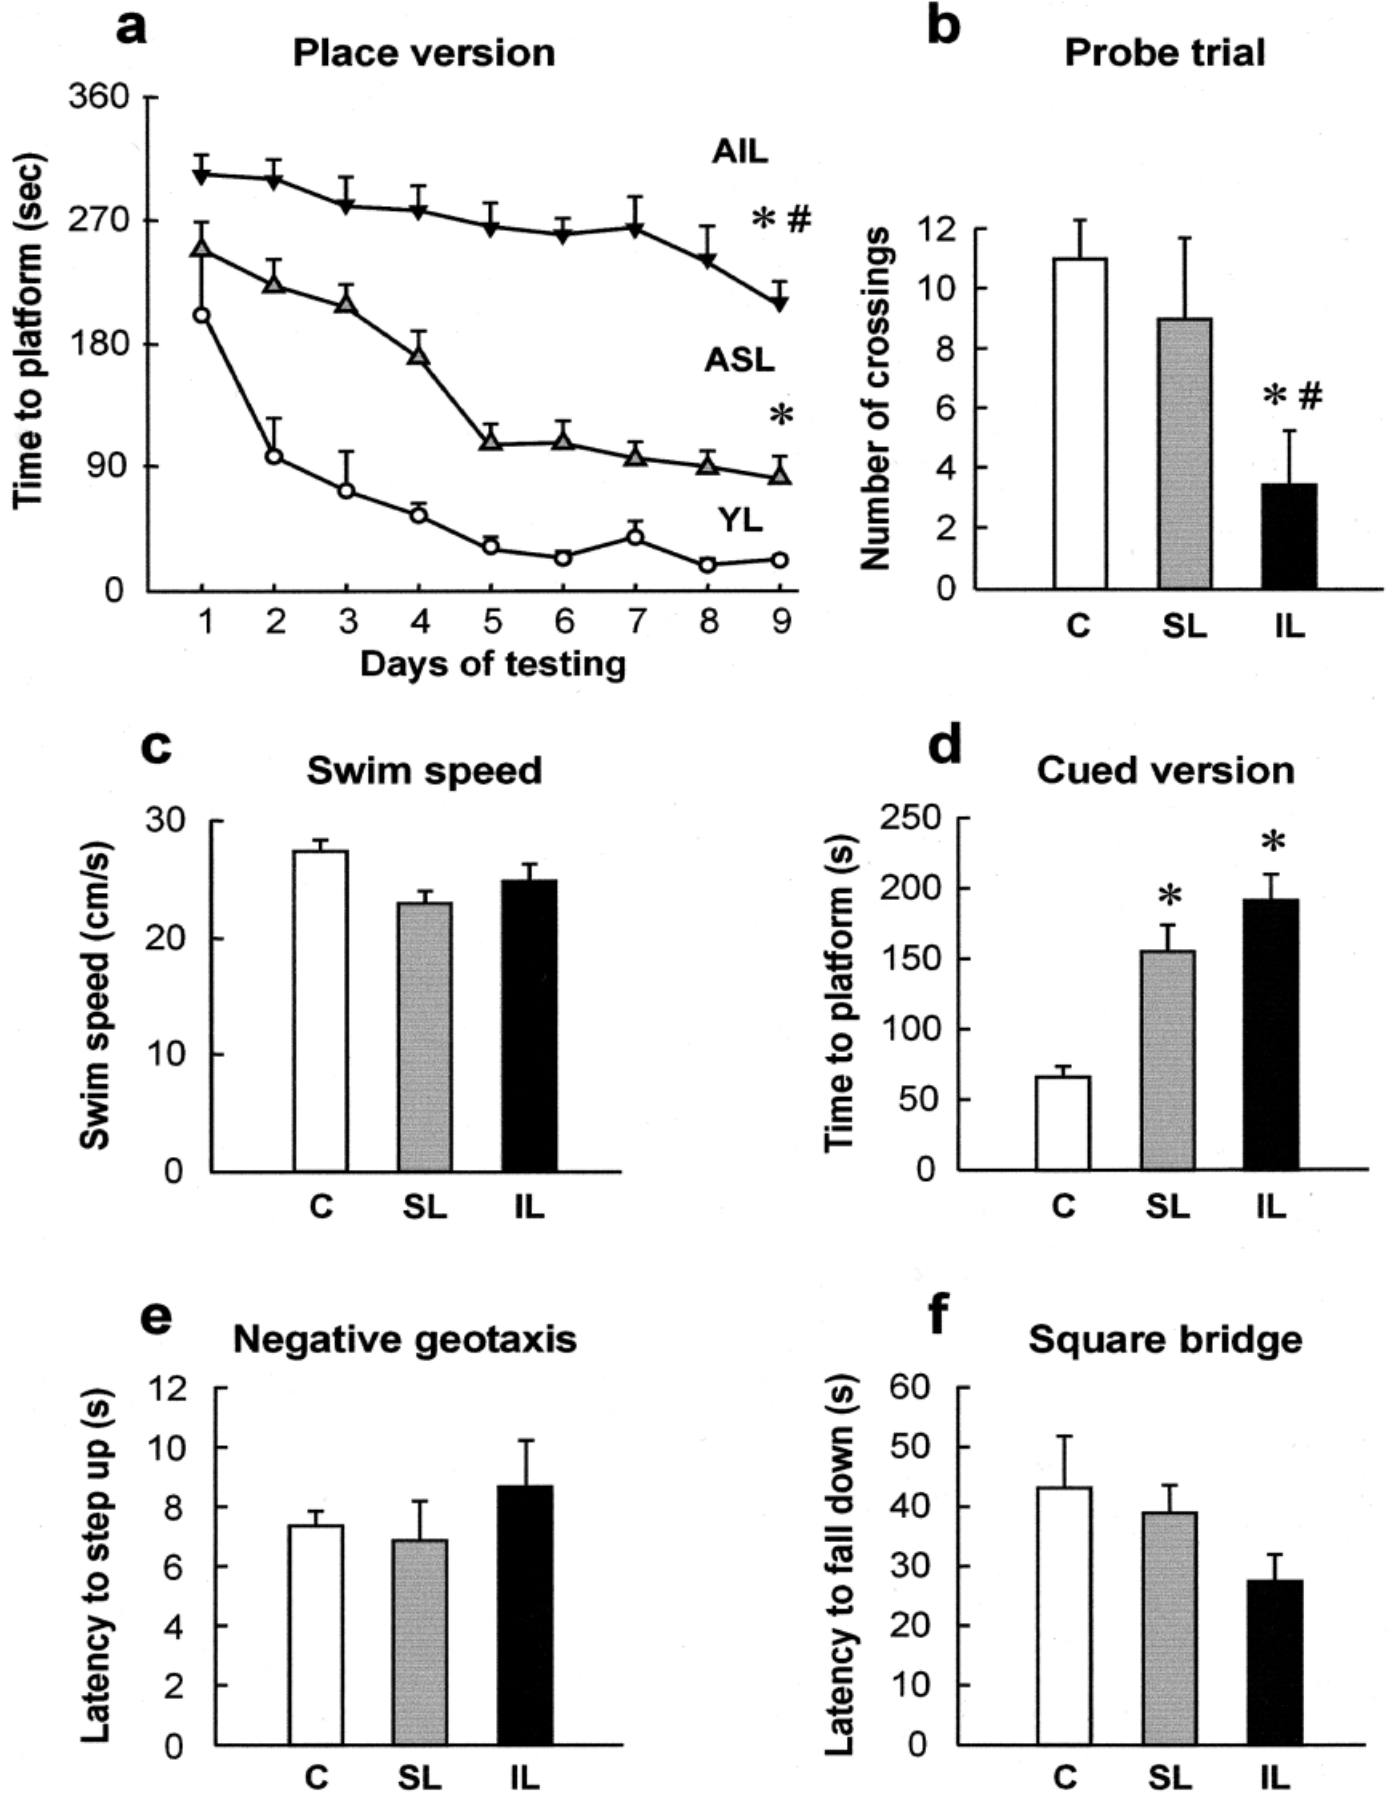 a
Place version
360
270
180
90
0
Time to platform (sec)
AIL
* #
ASL
*
YL
1 2 3 4 5 6 7 8 9
Days of testing
b
Probe trial
12
10
8
6
4
2
0
Number of crossings
* #
C SL IL
c
Swim speed
30
20
10
0
Swim speed (cm/s)
C SL IL
d
Cued version
250
200
150
100
50
0
Time to platform (s)
*
*
C SL IL
e
Negative geotaxis
12
10
8
6
4
2
0
Latency to step up (s)
C SL IL
f
Square bridge
60
50
40
30
20
10
0
Latency to fall down (s)
C SL IL